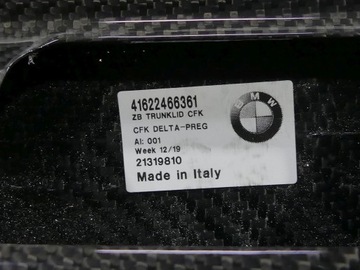 41622466361
ZB TRUNKLID CFK
CFK DELTA-PREG
AI: 001
Week 12/19
21319810
Made in Italy
BMW